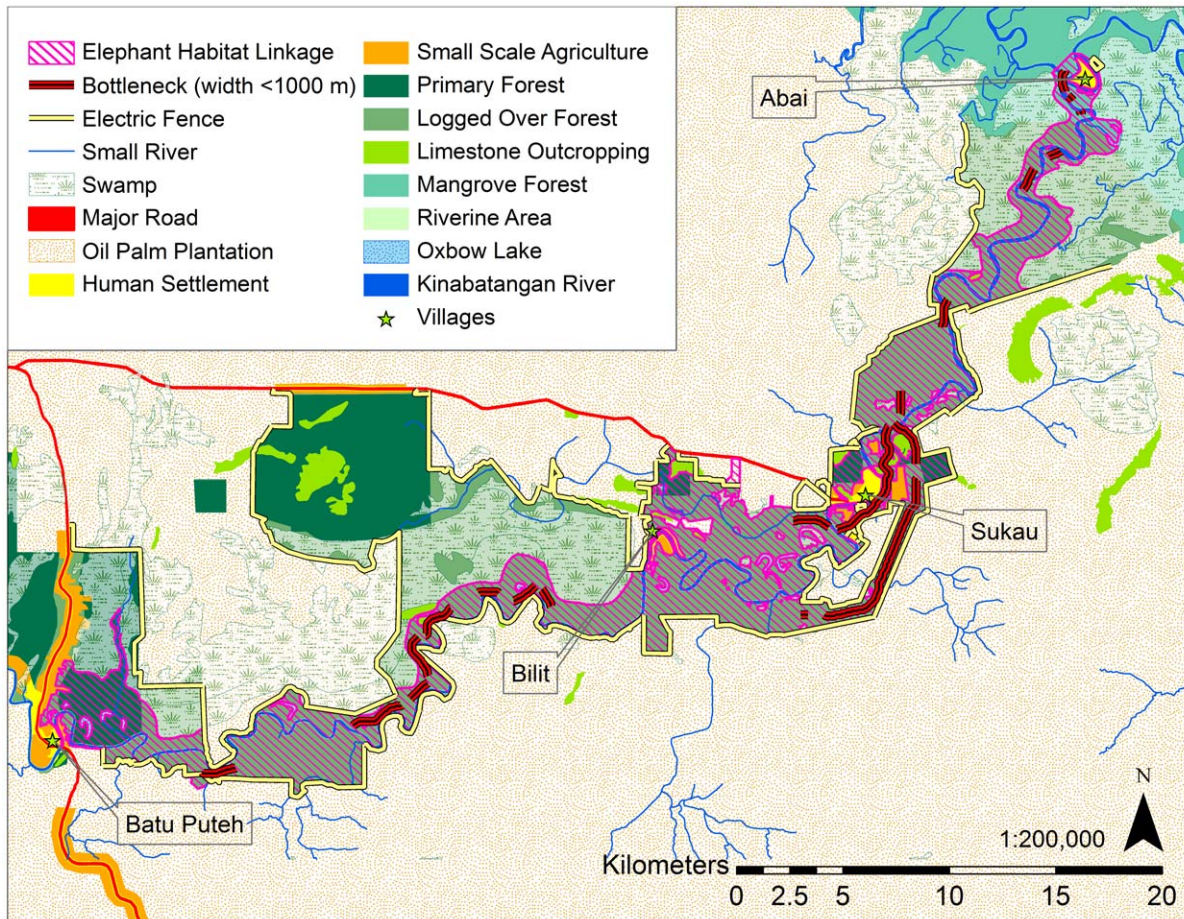 Elephant Habitat Linkage
Bottleneck (width <1000 m)
Electric Fence
Small River
Swamp
Major Road
Oil Palm Plantation
Human Settlement
Small Scale Agriculture
Primary Forest
Logged Over Forest
Limestone Outcropping
Mangrove Forest
Riverine Area
Oxbow Lake
Kinabatangan River
Villages
Abai
Sukau
Bilit
Batu Puteh
N
1:200,000
Kilometers
0 2.5 5 10 15 20